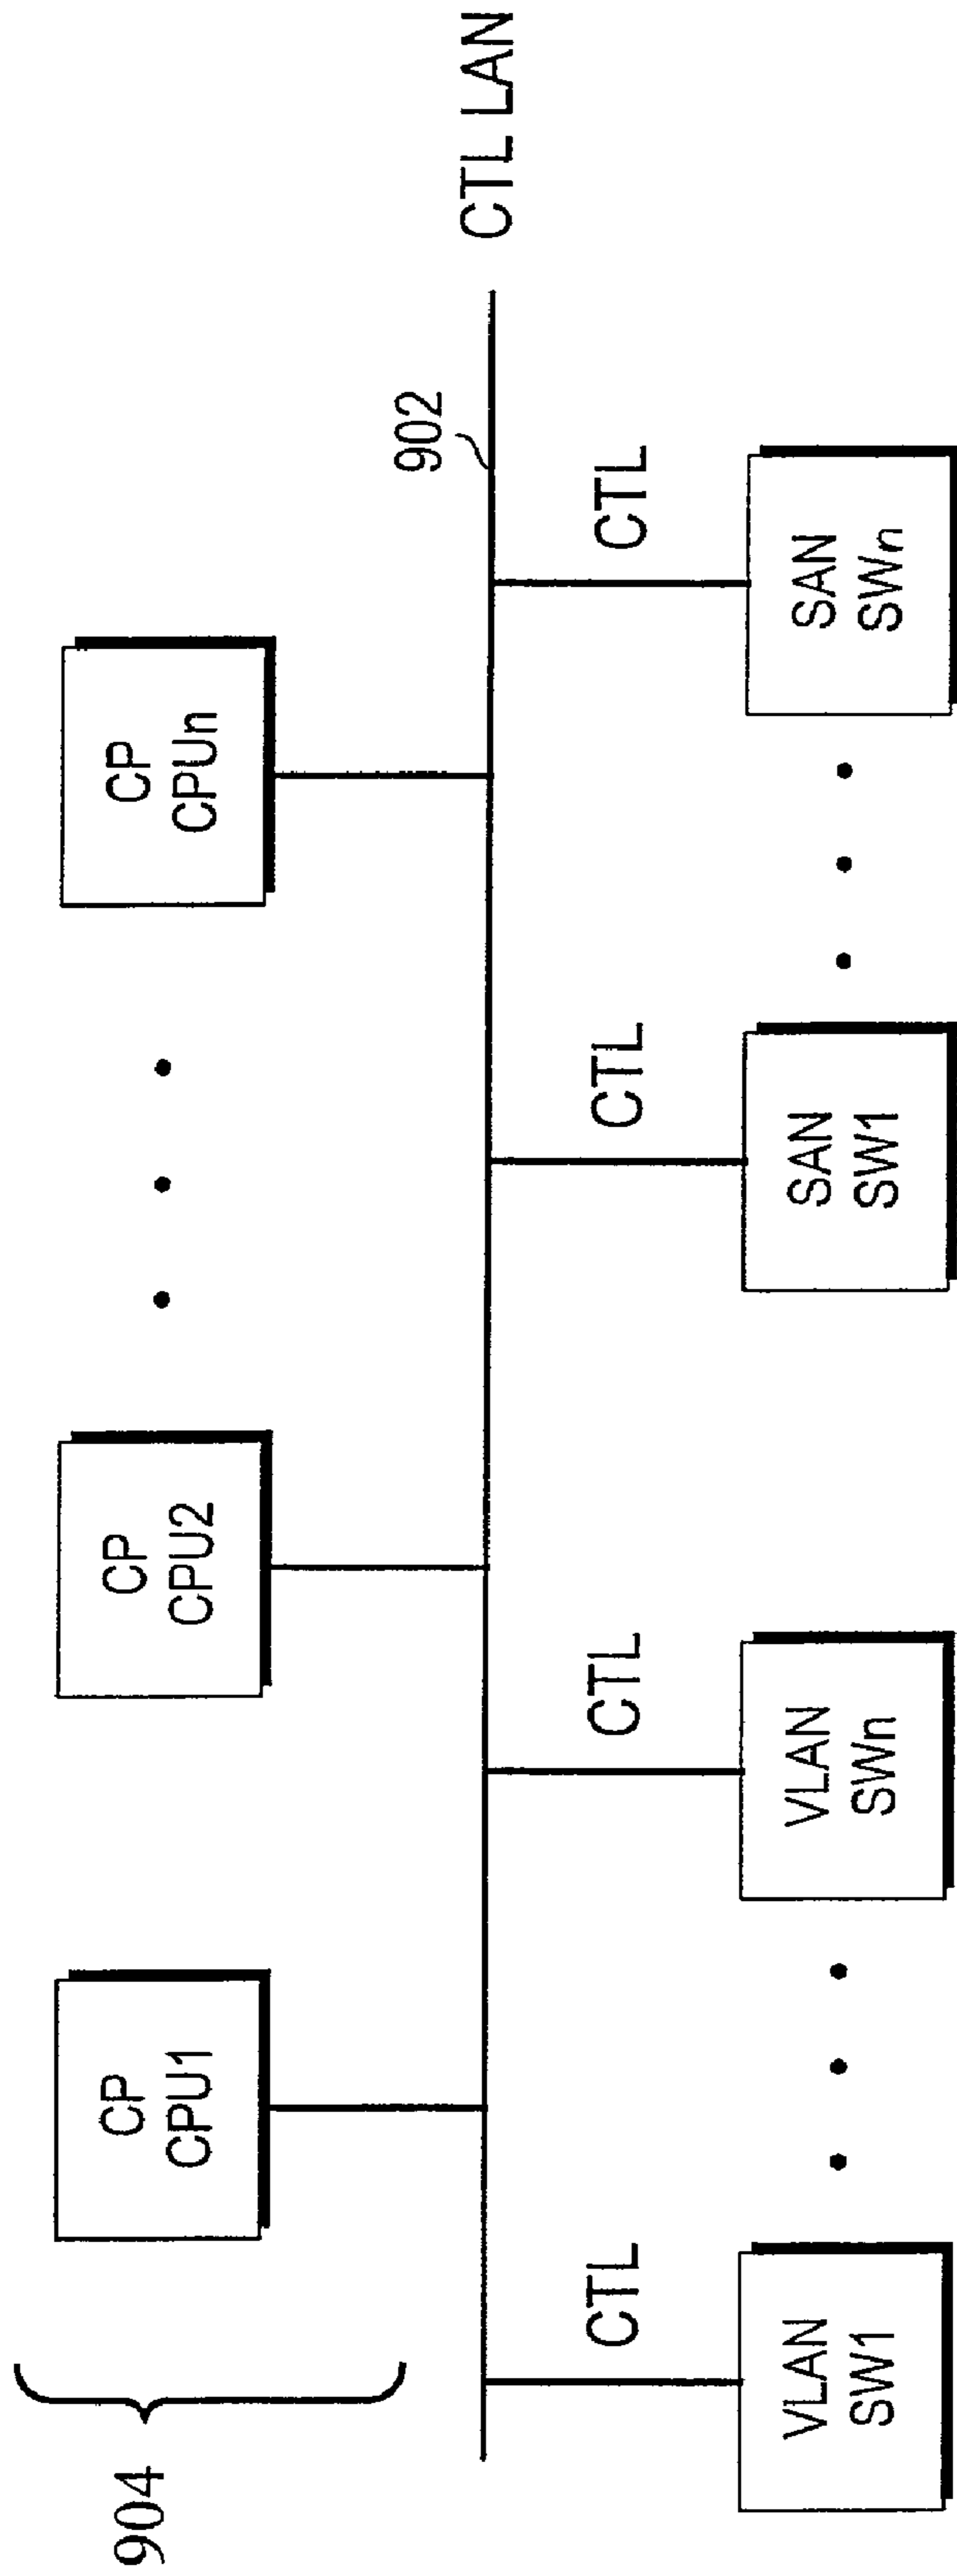 904
CP
CPU1
CP
CPU2
CP
CPUn
902
CTL LAN
CTL
CTL
CTL
CTL
VLAN
SW1
VLAN
SWn
SAN
SW1
SAN
SWn